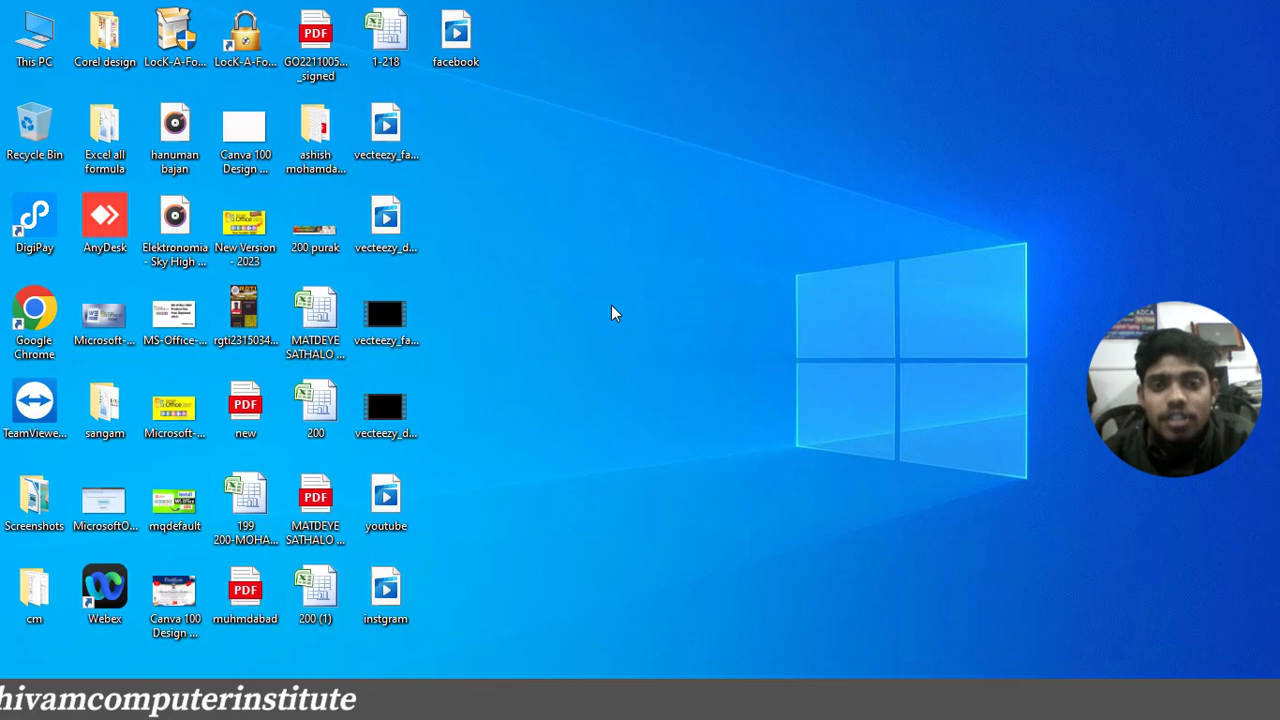 This PC
Corel design
LocK-A-Fo...
LocK-A-Fo...
GO2211005...
_signed
1-218
facebook
Recycle Bin
Excel all
formula
hanuman
bajan
Canva 100
Design ...
ashish
mohamda...
vecteezy_fa...
DigiPay
AnyDesk
Elektronomia
- Sky High ...
New Version
- 2023
200 purak
vecteezy_d...
Google
Chrome
Microsoft-...
MS-Office-...
rgti2315034...
MATDEYE
SATHALO ...
vecteezy_fa...
TeamViewe...
sangam
Microsoft-...
PDF
new
200
vecteezy_d...
Screenshots
MicrosoftO...
mqdefault
199
200-MOHA...
PDF
MATDEYE
SATHALO ...
youtube
cm
Webex
Canva 100
Design ...
PDF
muhmdabad
200 (1)
instgram
hivamcomputerinstitute